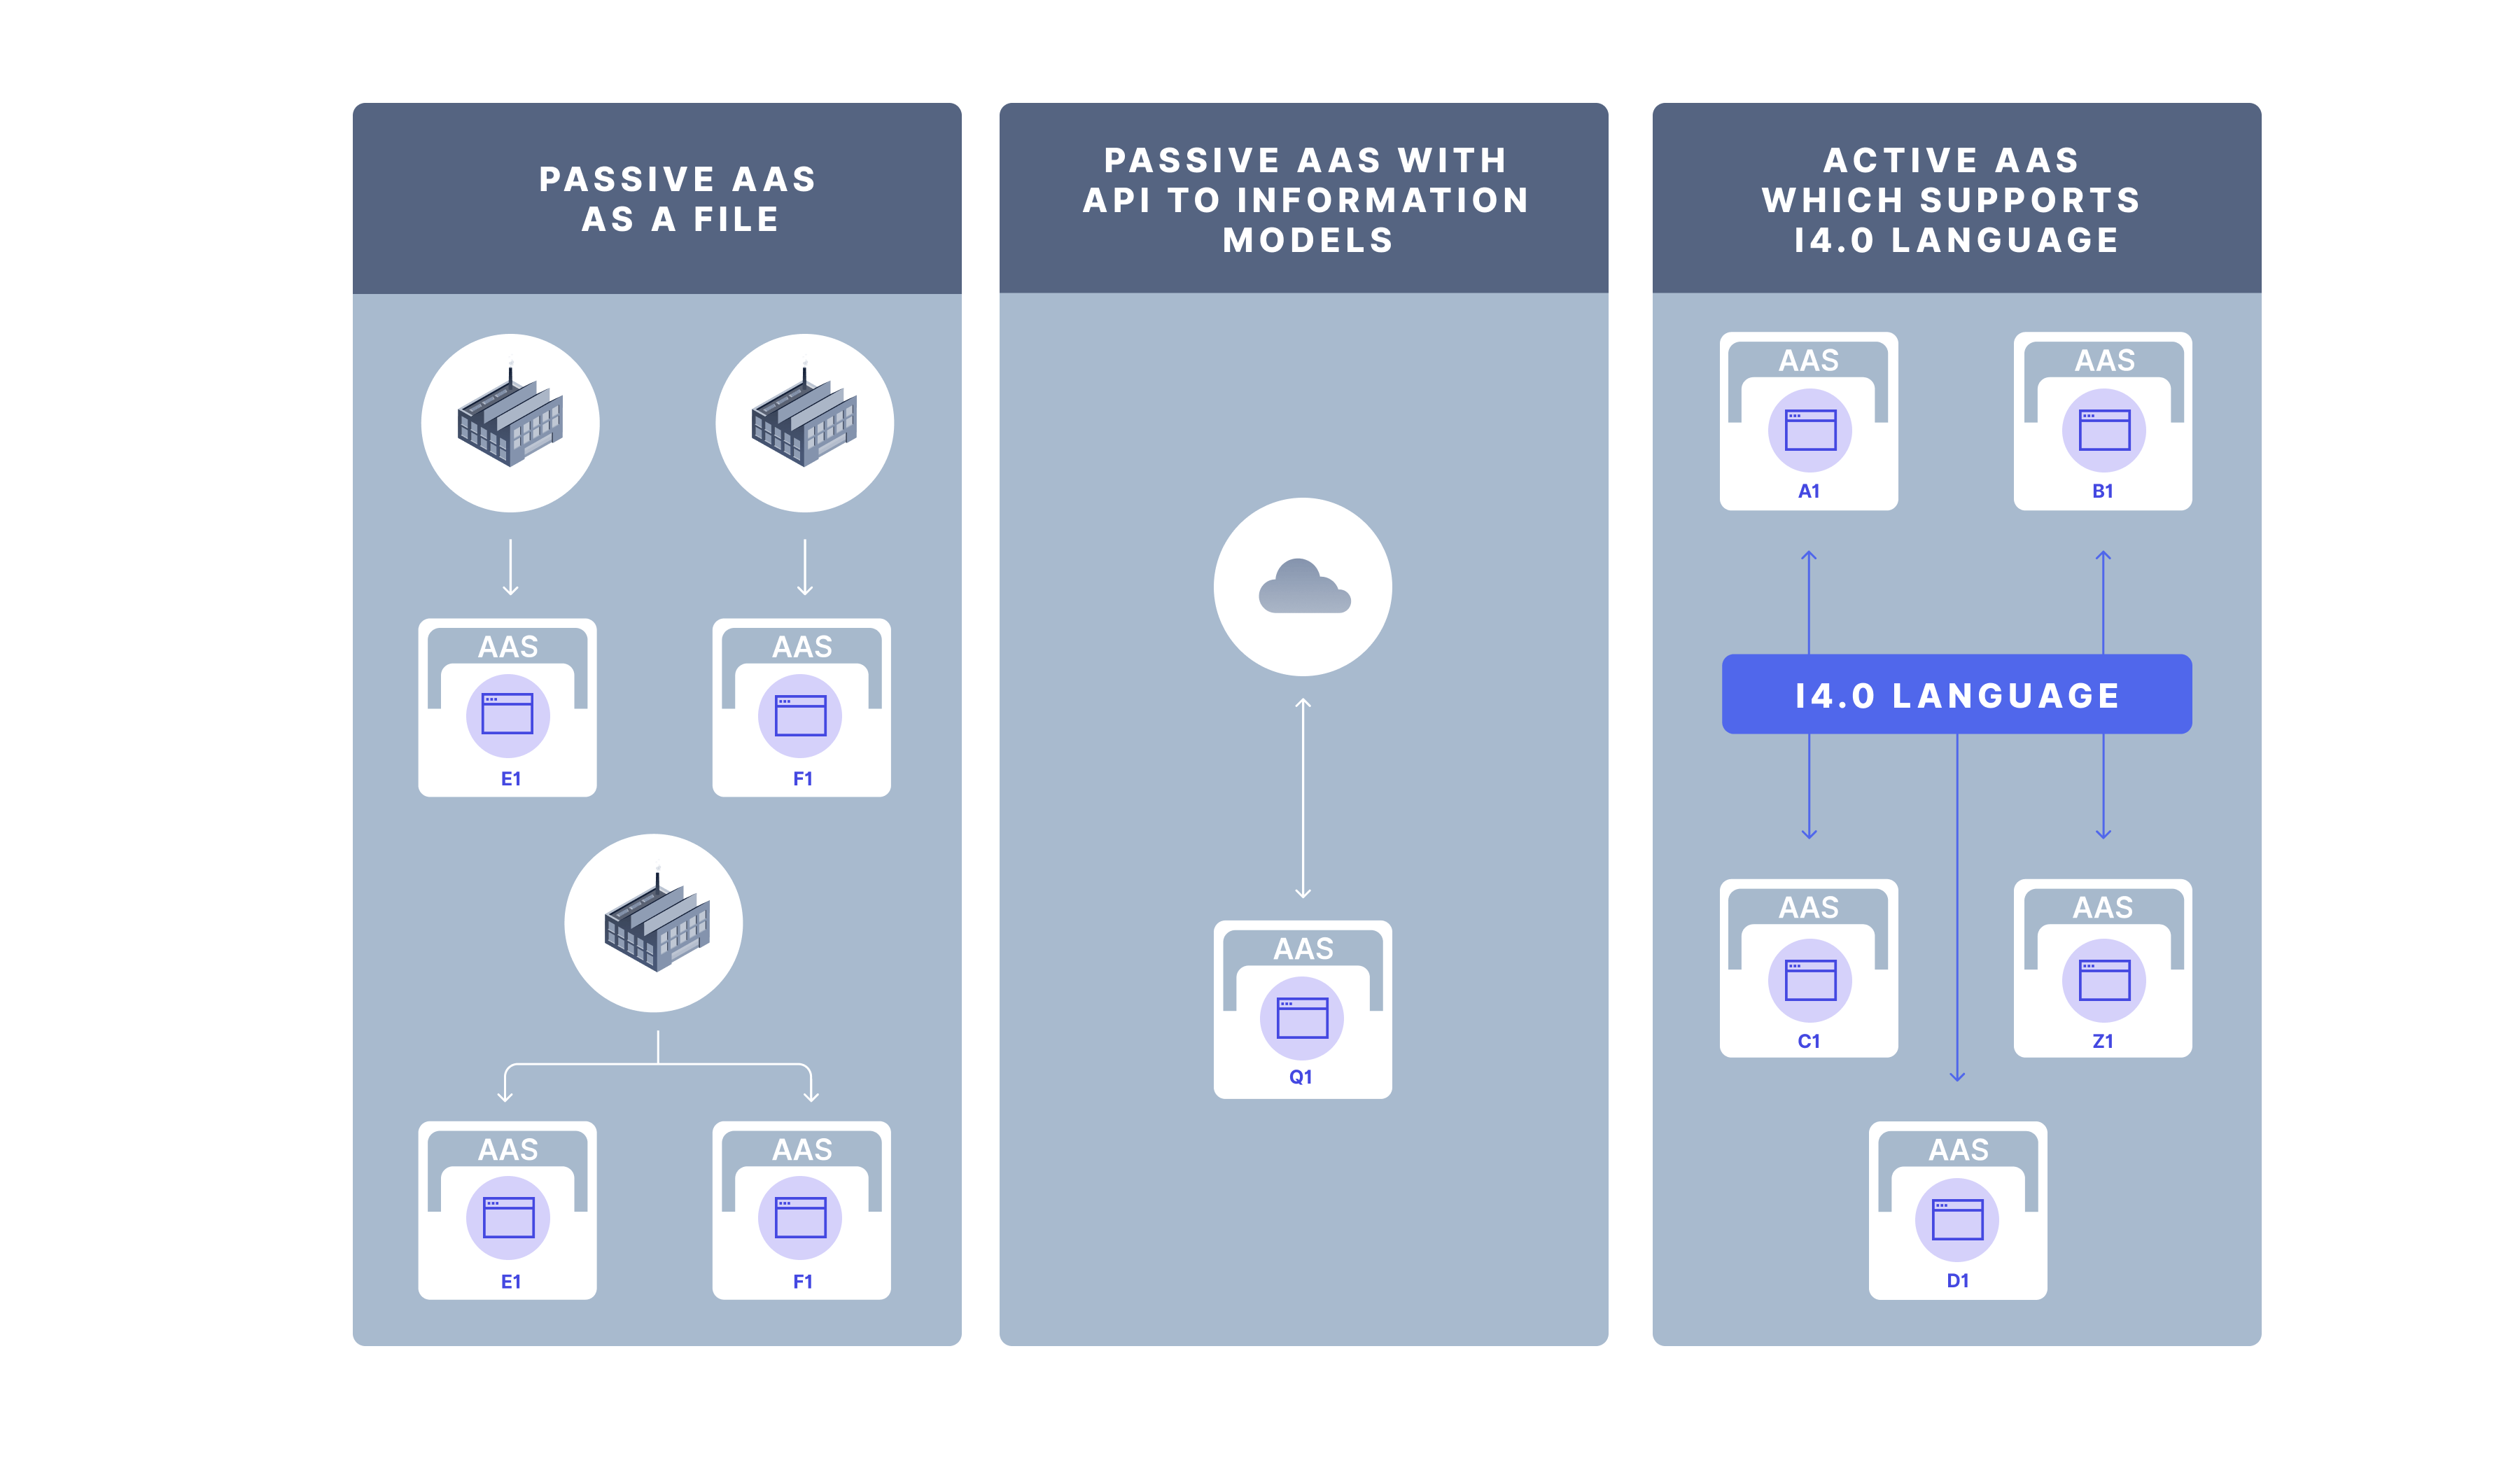 PASSIVE AAS
AS A FILE
AAS
E1
AAS
F1
AAS
E1
AAS
F1
PASSIVE AAS WITH
API TO INFORMATION
MODELS
AAS
Q1
ACTIVE AAS
WHICH SUPPORTS
I4.0 LANGUAGE
AAS
A1
AAS
B1
I4.0 LANGUAGE
AAS
C1
AAS
Z1
AAS
D1